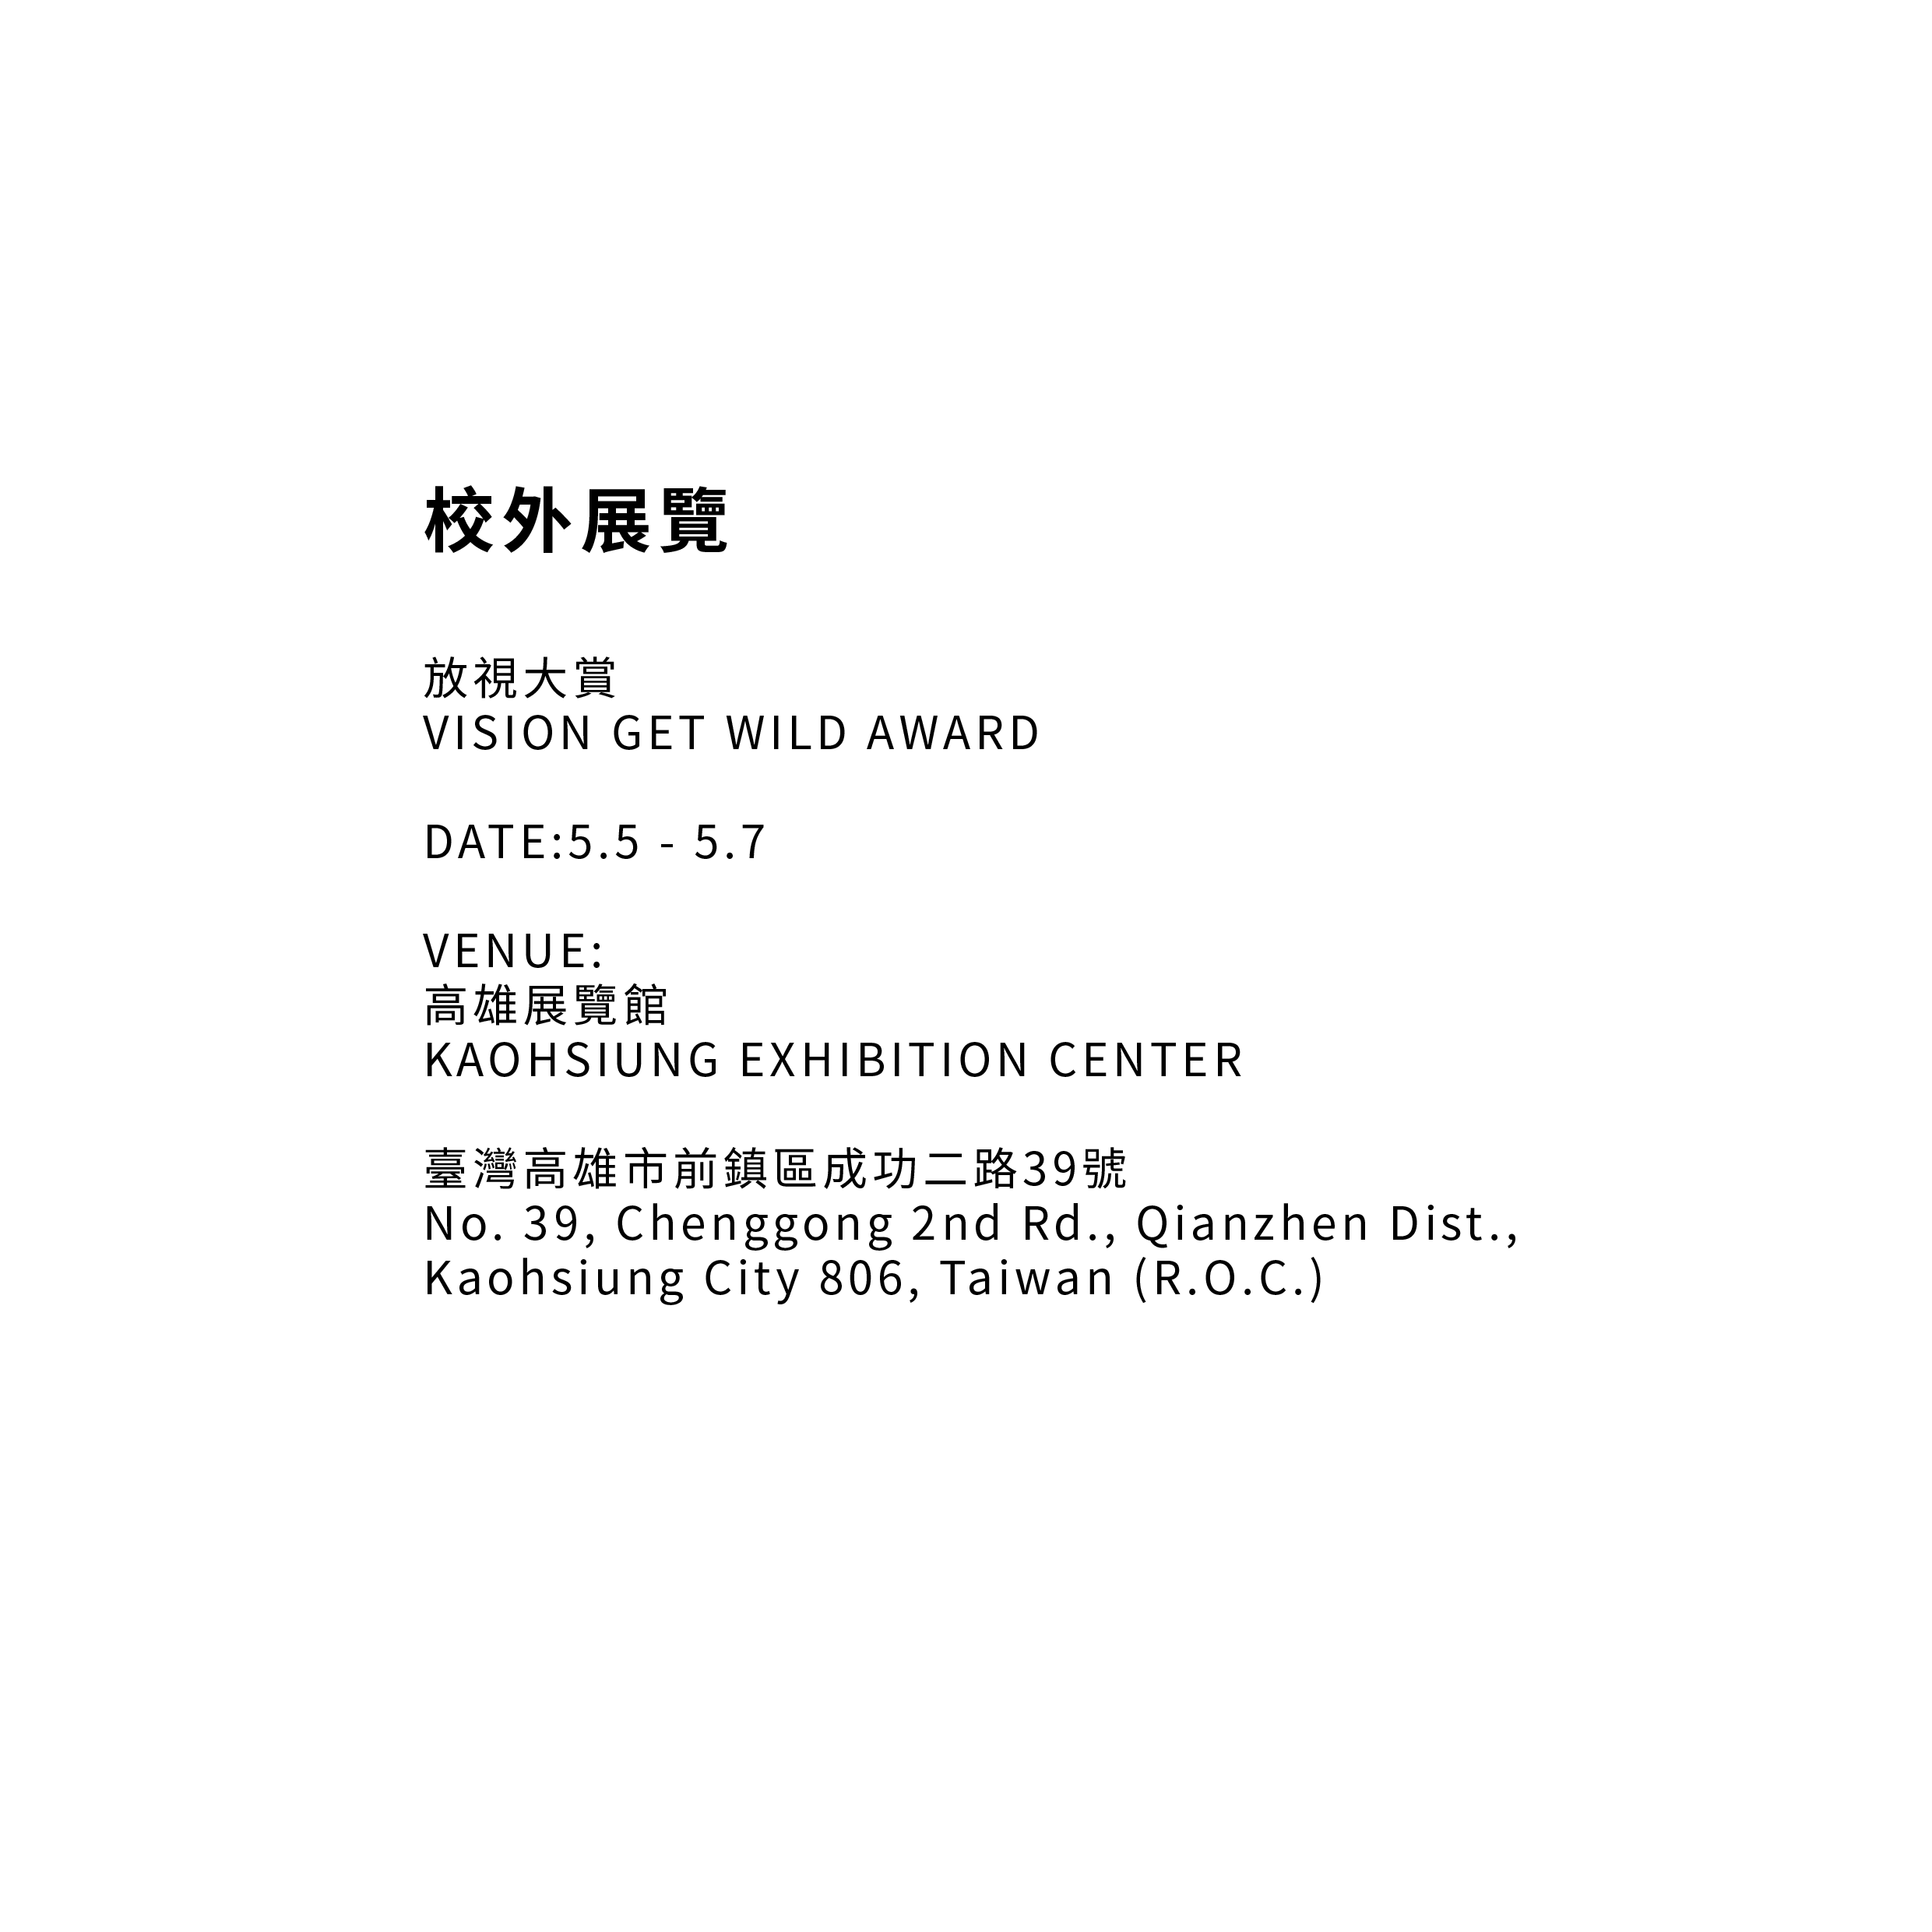 校外展覽
放視大賞
VISION GET WILD AWARD
DATE:5.5 - 5.7
VENUE:
高雄展覽館
KAOHSIUNG EXHIBITION CENTER
臺灣高雄市前鎮區成功二路39號
No. 39, Chenggong 2nd Rd., Qianzhen Dist.,
Kaohsiung City 806, Taiwan (R.O.C.)